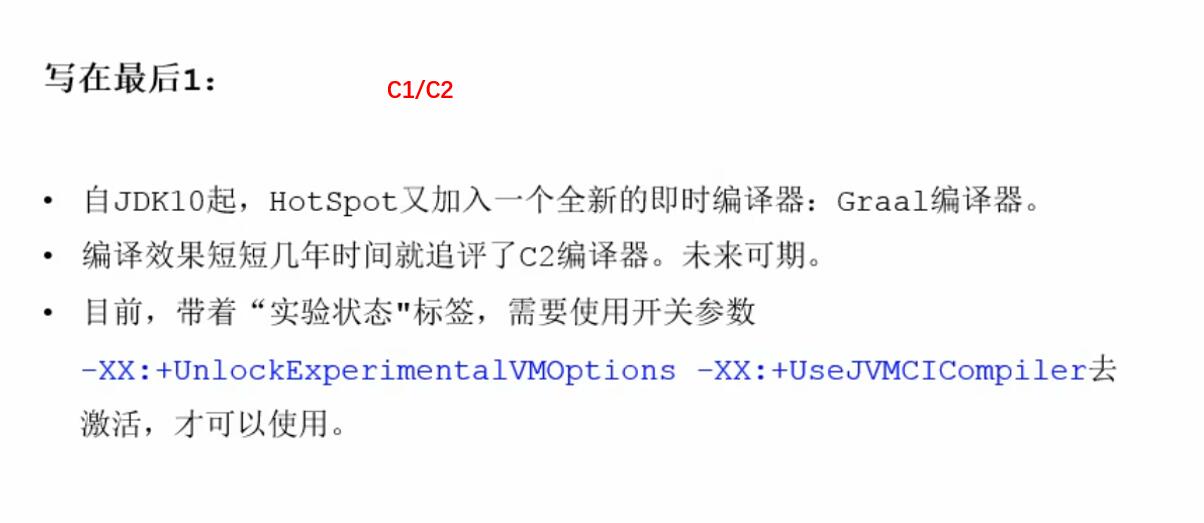 写在最后1：
C1/C2
• 自JDK10起，HotSpot又加入一个全新的即时编译器：Graal编译器。
• 编译效果短短几年时间就追评了C2编译器。未来可期。
• 目前，带着“实验状态"标签，需要使用开关参数
-XX:+UnlockExperimentalVMOptions -XX:+UseJVMCICompiler去
激活，才可以使用。